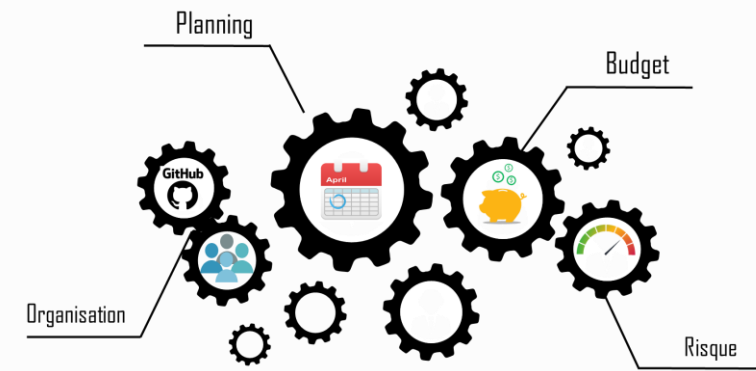 Planning
Budget
GitHub
April
Organisation
Risque